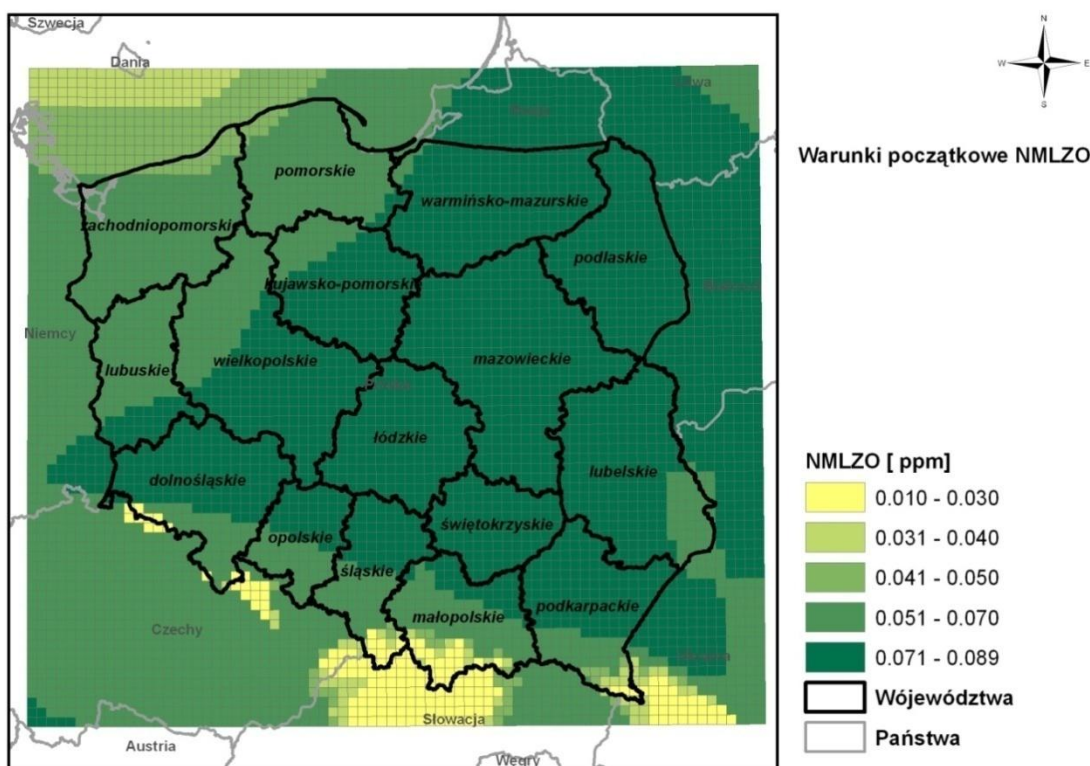 Szwecja
Dania
N
W
E
S
Warunki początkowe NMLZO
pomorskie
warmińsko-mazurskie
zachodniopomorskie
podlaskie
kujawsko-pomorskie
Niemcy
lubuskie
wielkopolskie
mazowieckie
Polska
łódzkie
dolnośląskie
lubelskie
opolskie
świętokrzyskie
śląskie
małopolskie
podkarpackie
Czechy
Słowacja
Austria
Węgry
NMLZO [ ppm]
0.010 - 0.030
0.031 - 0.040
0.041 - 0.050
0.051 - 0.070
0.071 - 0.089
Wójewództwa
Państwa